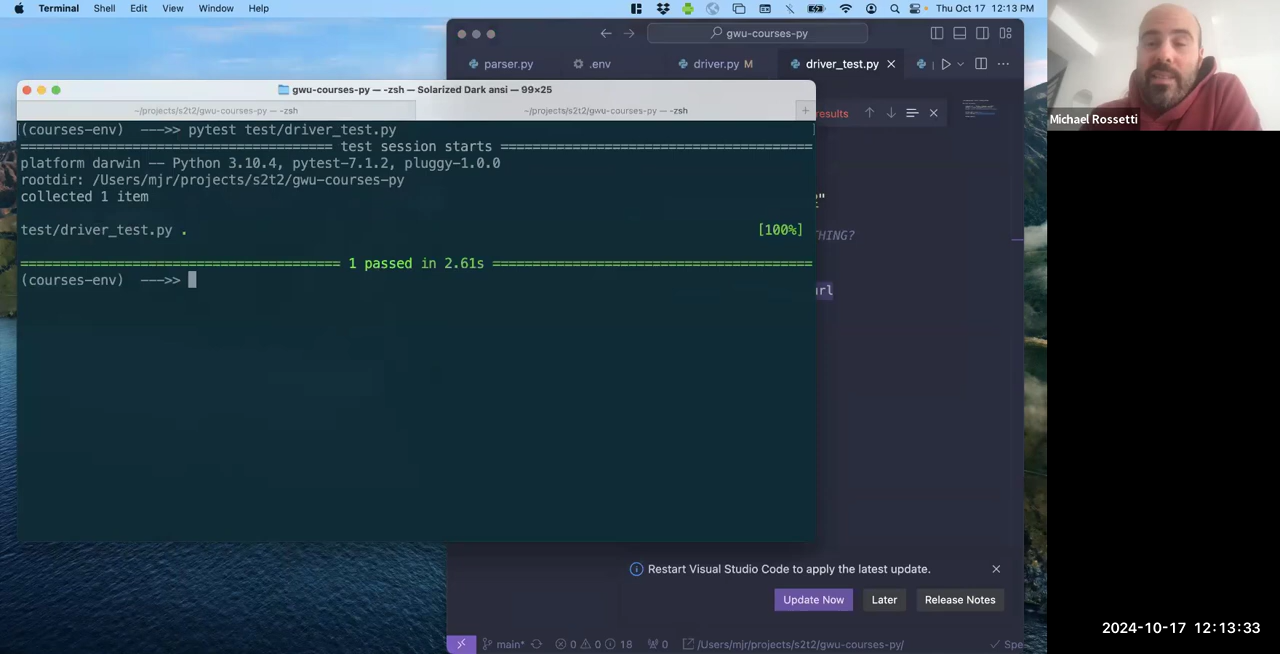 Terminal Shell Edit View Window Help Thu Oct 17 12:13 PM
gwu-courses-py
parser.py .env driver.py M driver_test.py
gwu-courses-py — -zsh — Solarized Dark ansi — 99×25
~/projects/s2t2/gwu-courses-py — -zsh ~/projects/s2t2/gwu-courses-py — -zsh +
results
(courses-env) --->> pytest test/driver_test.py
==================================== test session starts =====================================
platform darwin -- Python 3.10.4, pytest-7.1.2, pluggy-1.0.0
rootdir: /Users/mjr/projects/s2t2/gwu-courses-py
collected 1 item
test/driver_test.py . [100%]
THING?
===================================== 1 passed in 2.61s ======================================
(courses-env) --->>
url
Restart Visual Studio Code to apply the latest update.
Update Now Later Release Notes
main* 0 0 18 0 /Users/mjr/projects/s2t2/gwu-courses-py/ Spe
Michael Rossetti
2024-10-17 12:13:33